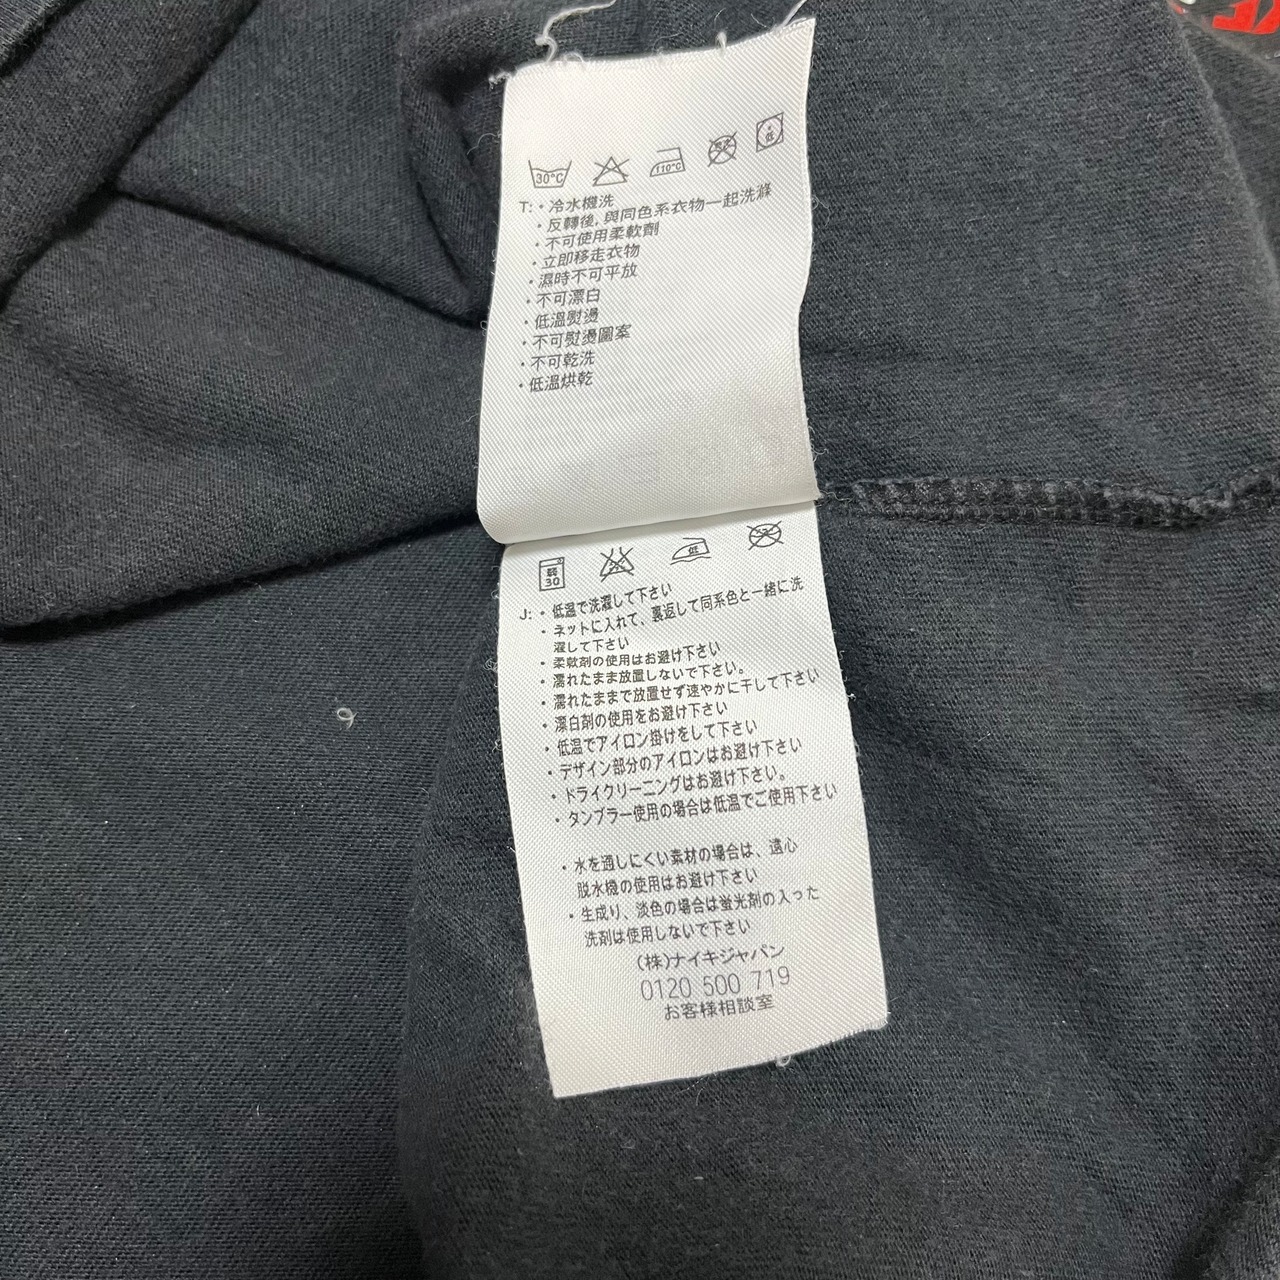 30°C 110°C 低
T: ・冷水機洗
・反轉後,與同色系衣物一起洗滌
・不可使用柔軟劑
・立即移走衣物
・濕時不可平放
・不可漂白
・低溫熨燙
・不可熨燙圖案
・不可乾洗
・低溫烘乾
弱 30 低
J: ・低温で洗濯して下さい
・ネットに入れて、裏返して同系色と一緒に洗
濯して下さい
・柔軟剤の使用はお避け下さい
・濡れたまま放置しないで下さい。
・濡れたままで放置せず速やかに干して下さい
・漂白剤の使用をお避け下さい
・低温でアイロン掛けをして下さい
・デザイン部分のアイロンはお避け下さい
・ドライクリーニングはお避け下さい。
・タンブラー使用の場合は低温でご使用下さい
・水を通しにくい素材の場合は、遠心
脱水機の使用はお避け下さい
・生成り、淡色の場合は蛍光剤の入った
洗剤は使用しないで下さい
(株)ナイキジャパン
0120 500 719
お客様相談室